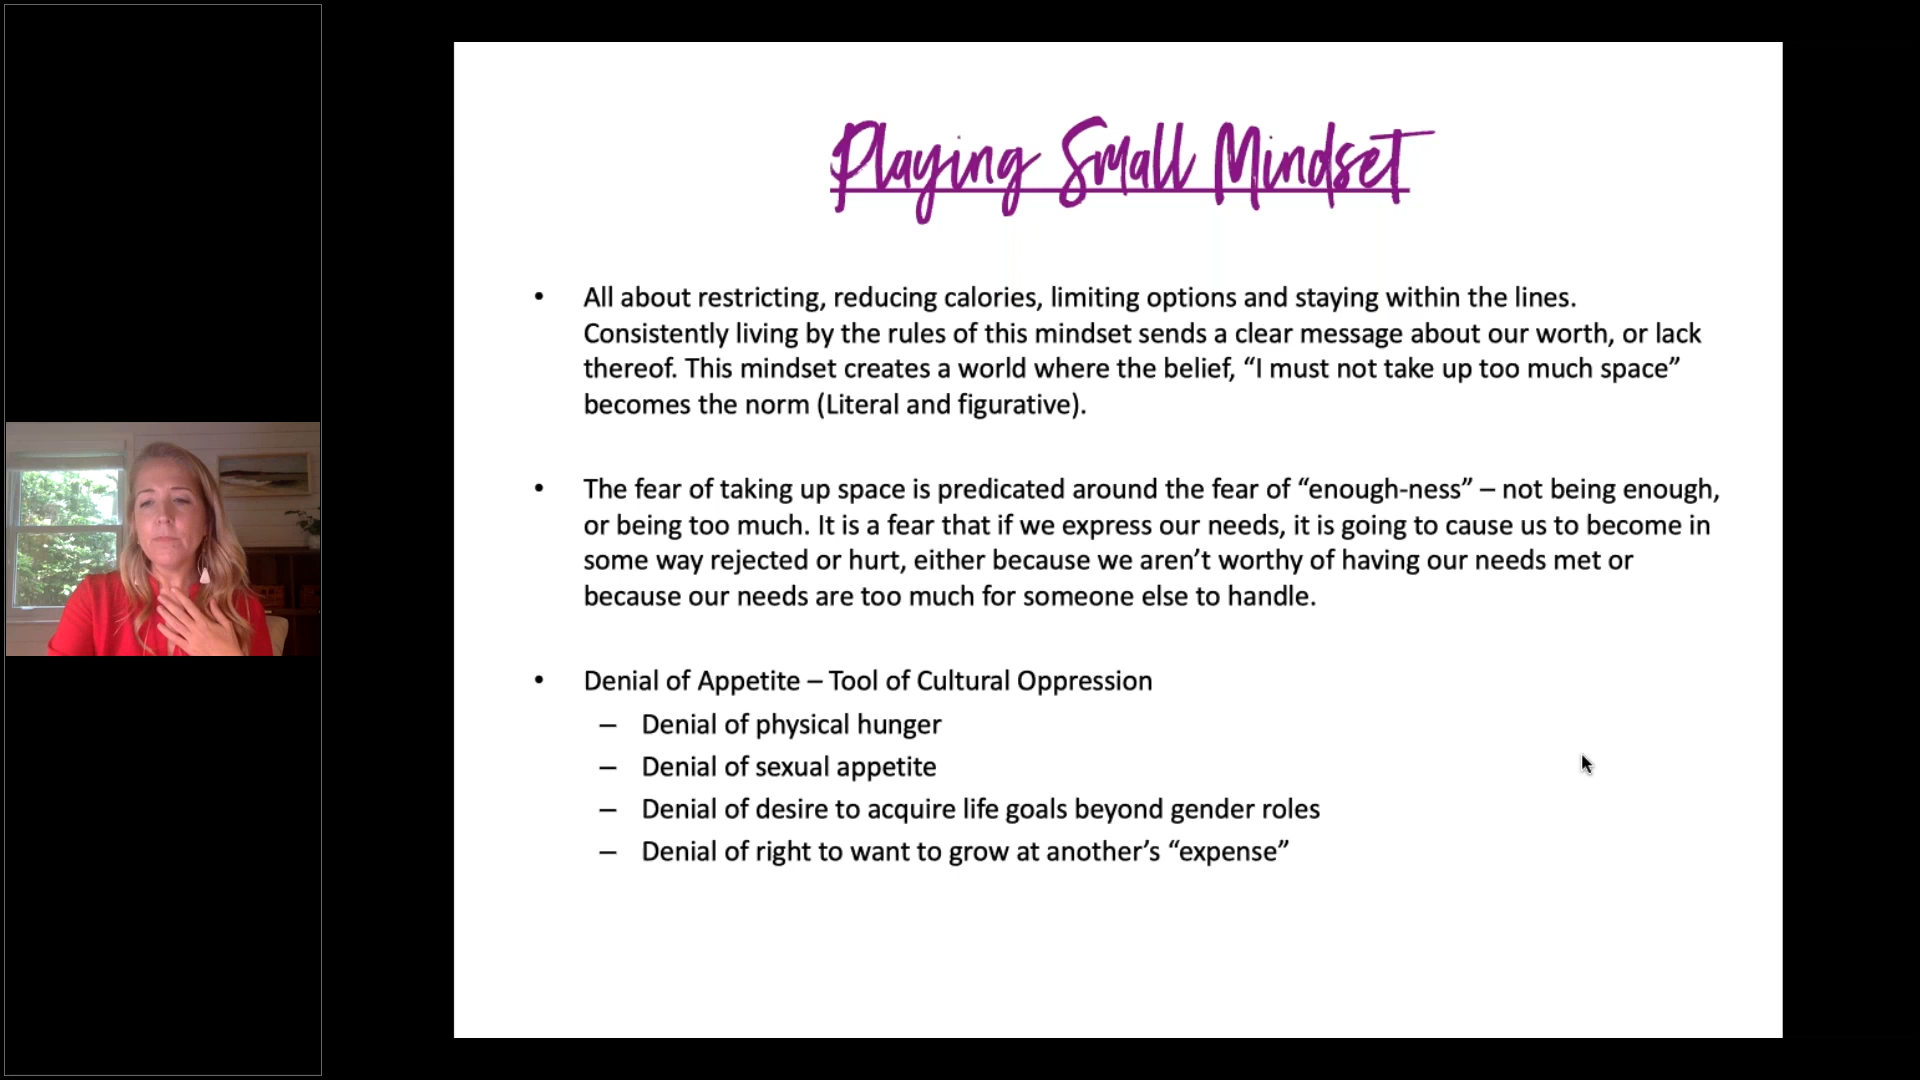 Playing Small Mindset
• All about restricting, reducing calories, limiting options and staying within the lines.
Consistently living by the rules of this mindset sends a clear message about our worth, or lack
thereof. This mindset creates a world where the belief, “I must not take up too much space”
becomes the norm (Literal and figurative).
• The fear of taking up space is predicated around the fear of “enough-ness” – not being enough,
or being too much. It is a fear that if we express our needs, it is going to cause us to become in
some way rejected or hurt, either because we aren’t worthy of having our needs met or
because our needs are too much for someone else to handle.
• Denial of Appetite – Tool of Cultural Oppression
– Denial of physical hunger
– Denial of sexual appetite
– Denial of desire to acquire life goals beyond gender roles
– Denial of right to want to grow at another’s “expense”